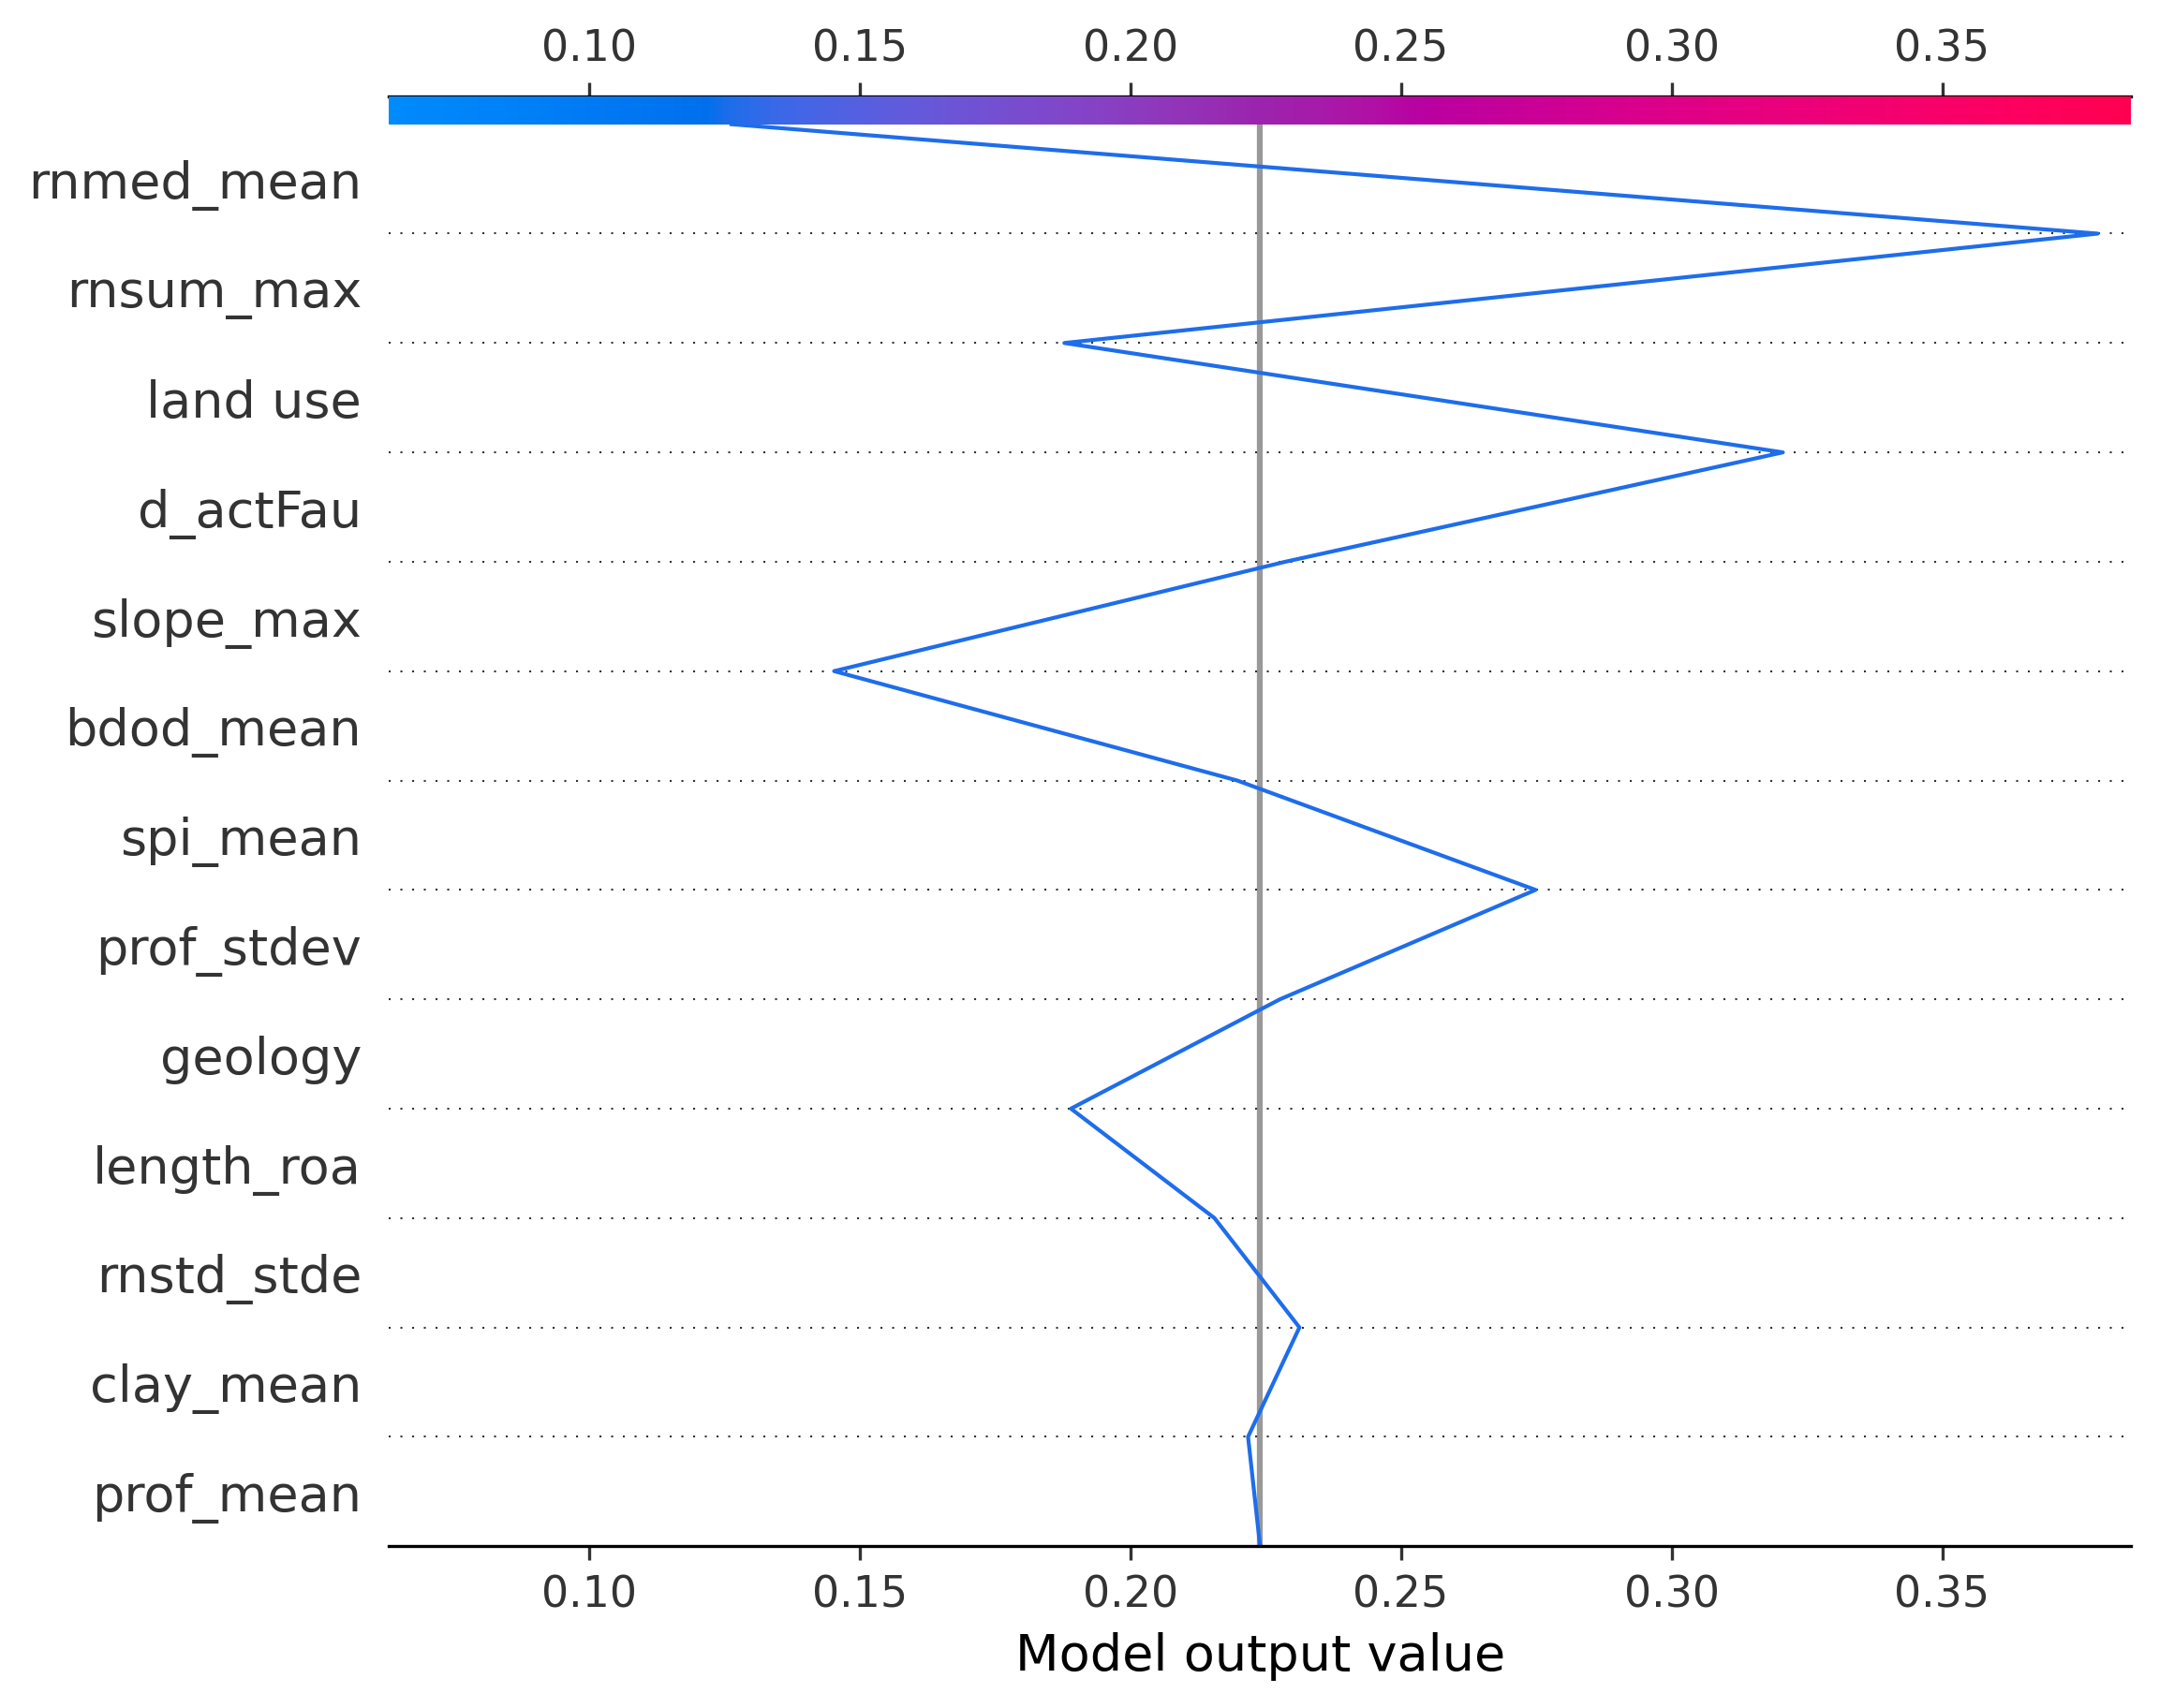 0.10 0.15 0.20 0.25 0.30 0.35
rnmed_mean
rnsum_max
land use
d_actFau
slope_max
bdod_mean
spi_mean
prof_stdev
geology
length_roa
rnstd_stde
clay_mean
prof_mean
0.10 0.15 0.20 0.25 0.30 0.35
Model output value